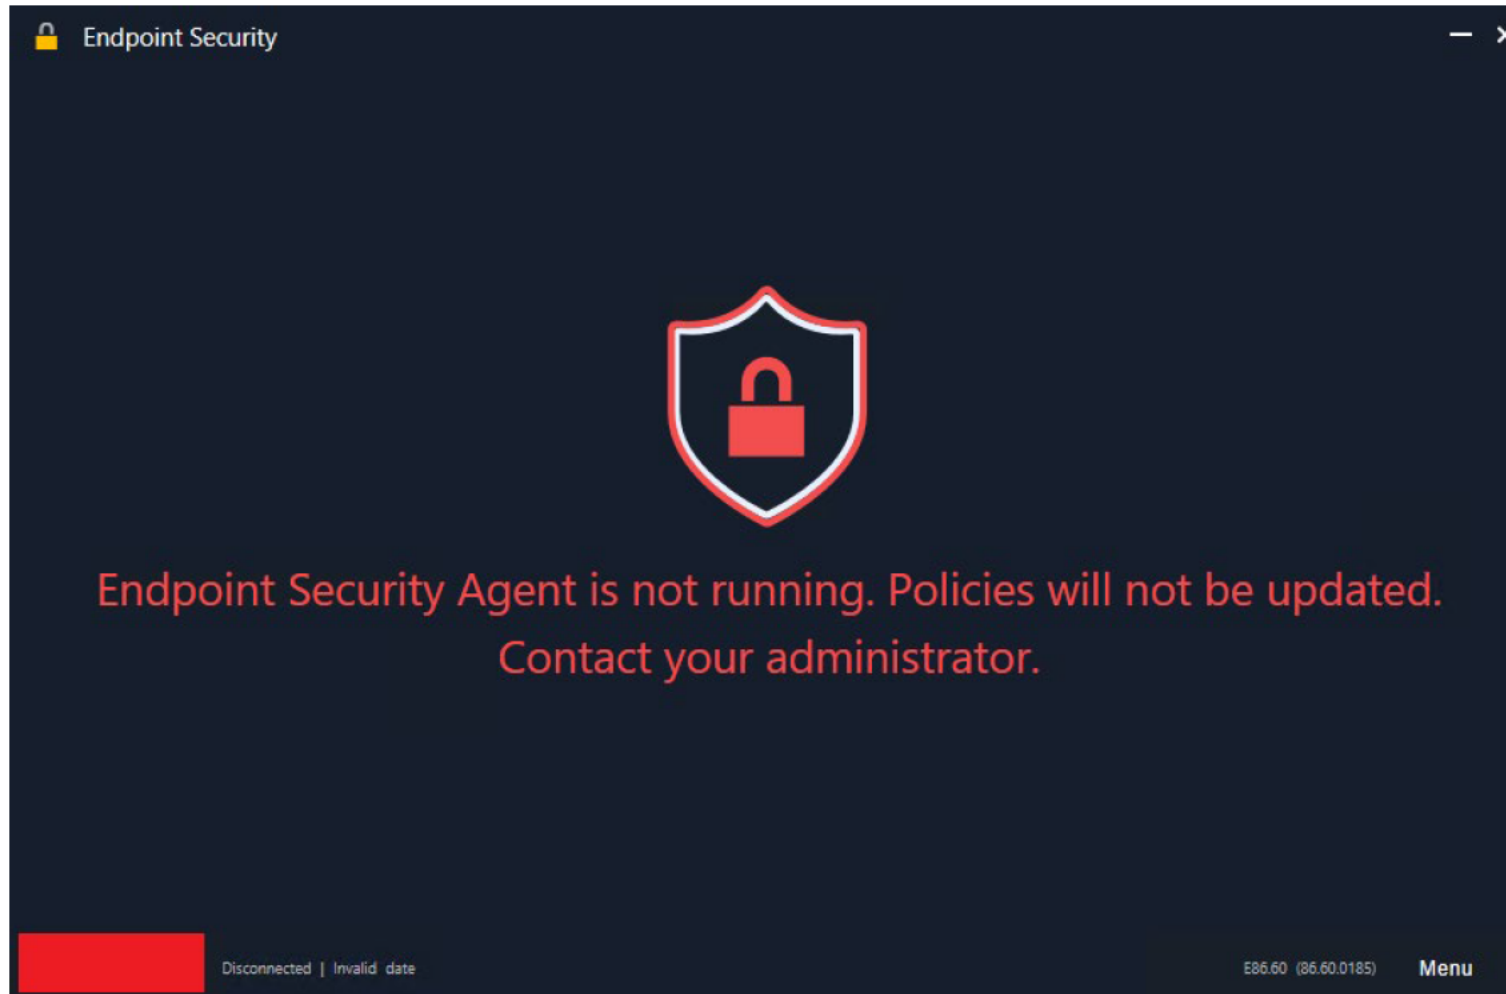 Endpoint Security
Endpoint Security Agent is not running. Policies will not be updated.
Contact your administrator.
Disconnected | Invalid date
E86.60 (86.60.0185)
Menu